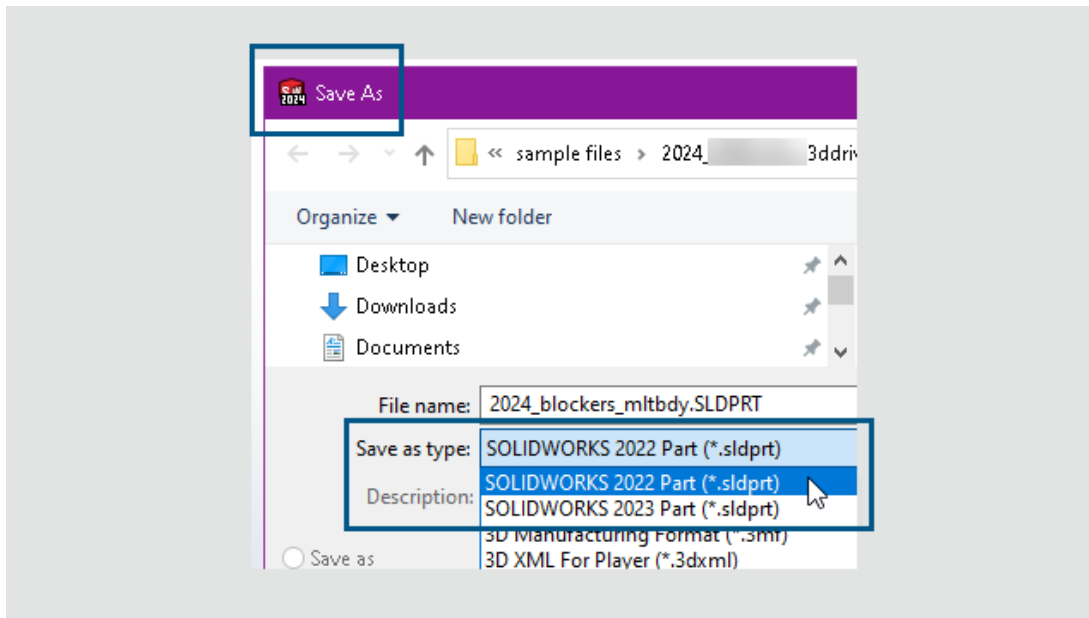 SW 2024 Save As
« sample files > 2024_ 3ddriv
Organize New folder
Desktop
Downloads
Documents
File name: 2024_blockers_mltbdy.SLDPRT
Save as type: SOLIDWORKS 2022 Part (*.sldprt)
SOLIDWORKS 2022 Part (*.sldprt)
Description:
SOLIDWORKS 2023 Part (*.sldprt)
3D Manufacturing Format (*.3mf)
Save as
3D XML For Player (*.3dxml)